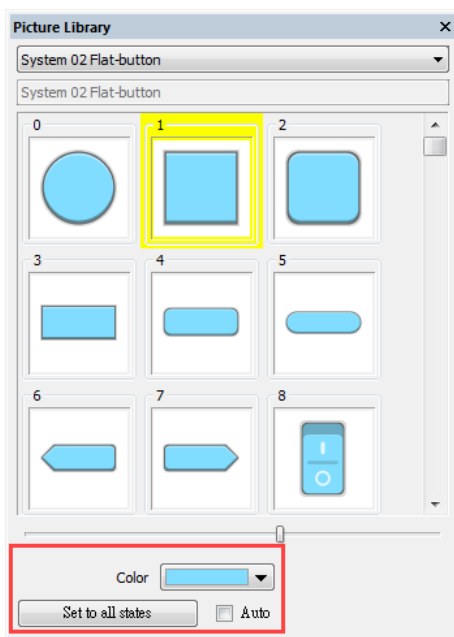 Picture Library
System 02 Flat-button
System 02 Flat-button
0 1 2
3 4 5
6 7 8
Color
Set to all states Auto